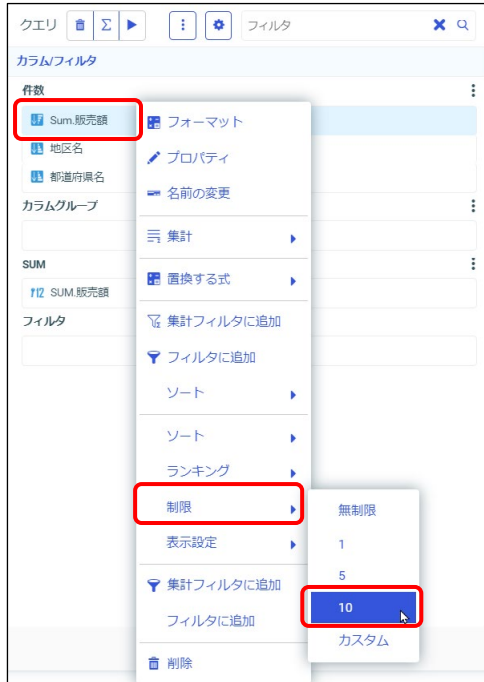 クエリ
フィルタ
カラム/フィルタ
件数
Sum.販売額
地区名
都道府県名
カラムグループ
SUM
SUM.販売額
フィルタ
フォーマット
プロパティ
名前の変更
集計
置換する式
集計フィルタに追加
フィルタに追加
ソート
ソート
ランキング
制限
表示設定
集計フィルタに追加
フィルタに追加
削除
無制限
1
5
10
カスタム